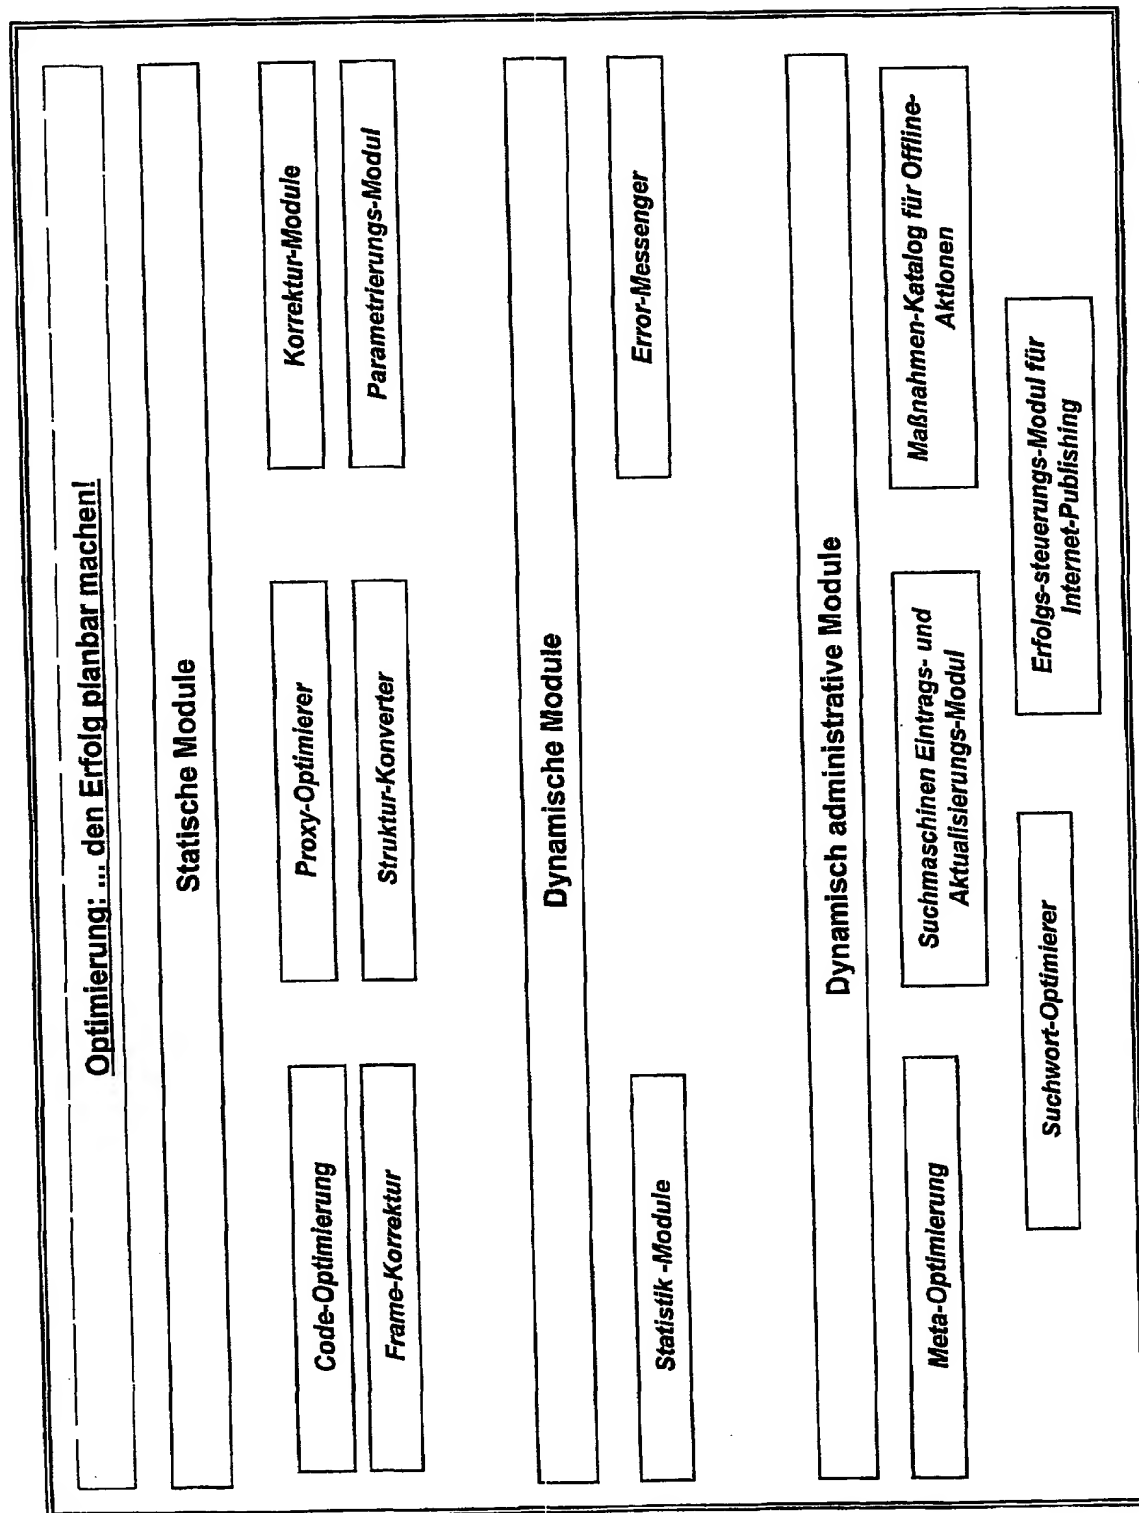 Optimierung: ... den Erfolg planbar machen!
Statische Module
Code-Optimierung
Proxy-Optimierer
Korrektur-Module
Frame-Korrektur
Struktur-Konverter
Parametrierungs-Modul
Dynamische Module
Statistik -Module
Error-Messenger
Dynamisch administrative Module
Meta-Optimierung
Suchmaschinen Eintrags- und
Aktualisierungs-Modul
Maßnahmen-Katalog für Offline-
Aktionen
Suchwort-Optimierer
Erfolgs-steuerungs-Modul für
Internet-Publishing